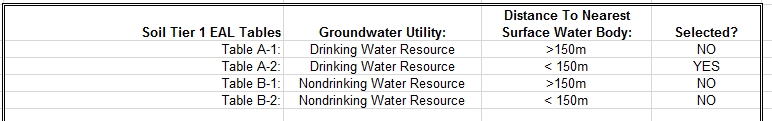 Distance To Nearest
Soil Tier 1 EAL Tables Groundwater Utility: Surface Water Body: Selected?
Table A-1: Drinking Water Resource >150m NO
Table A-2: Drinking Water Resource < 150m YES
Table B-1: Nondrinking Water Resource >150m NO
Table B-2: Nondrinking Water Resource < 150m NO